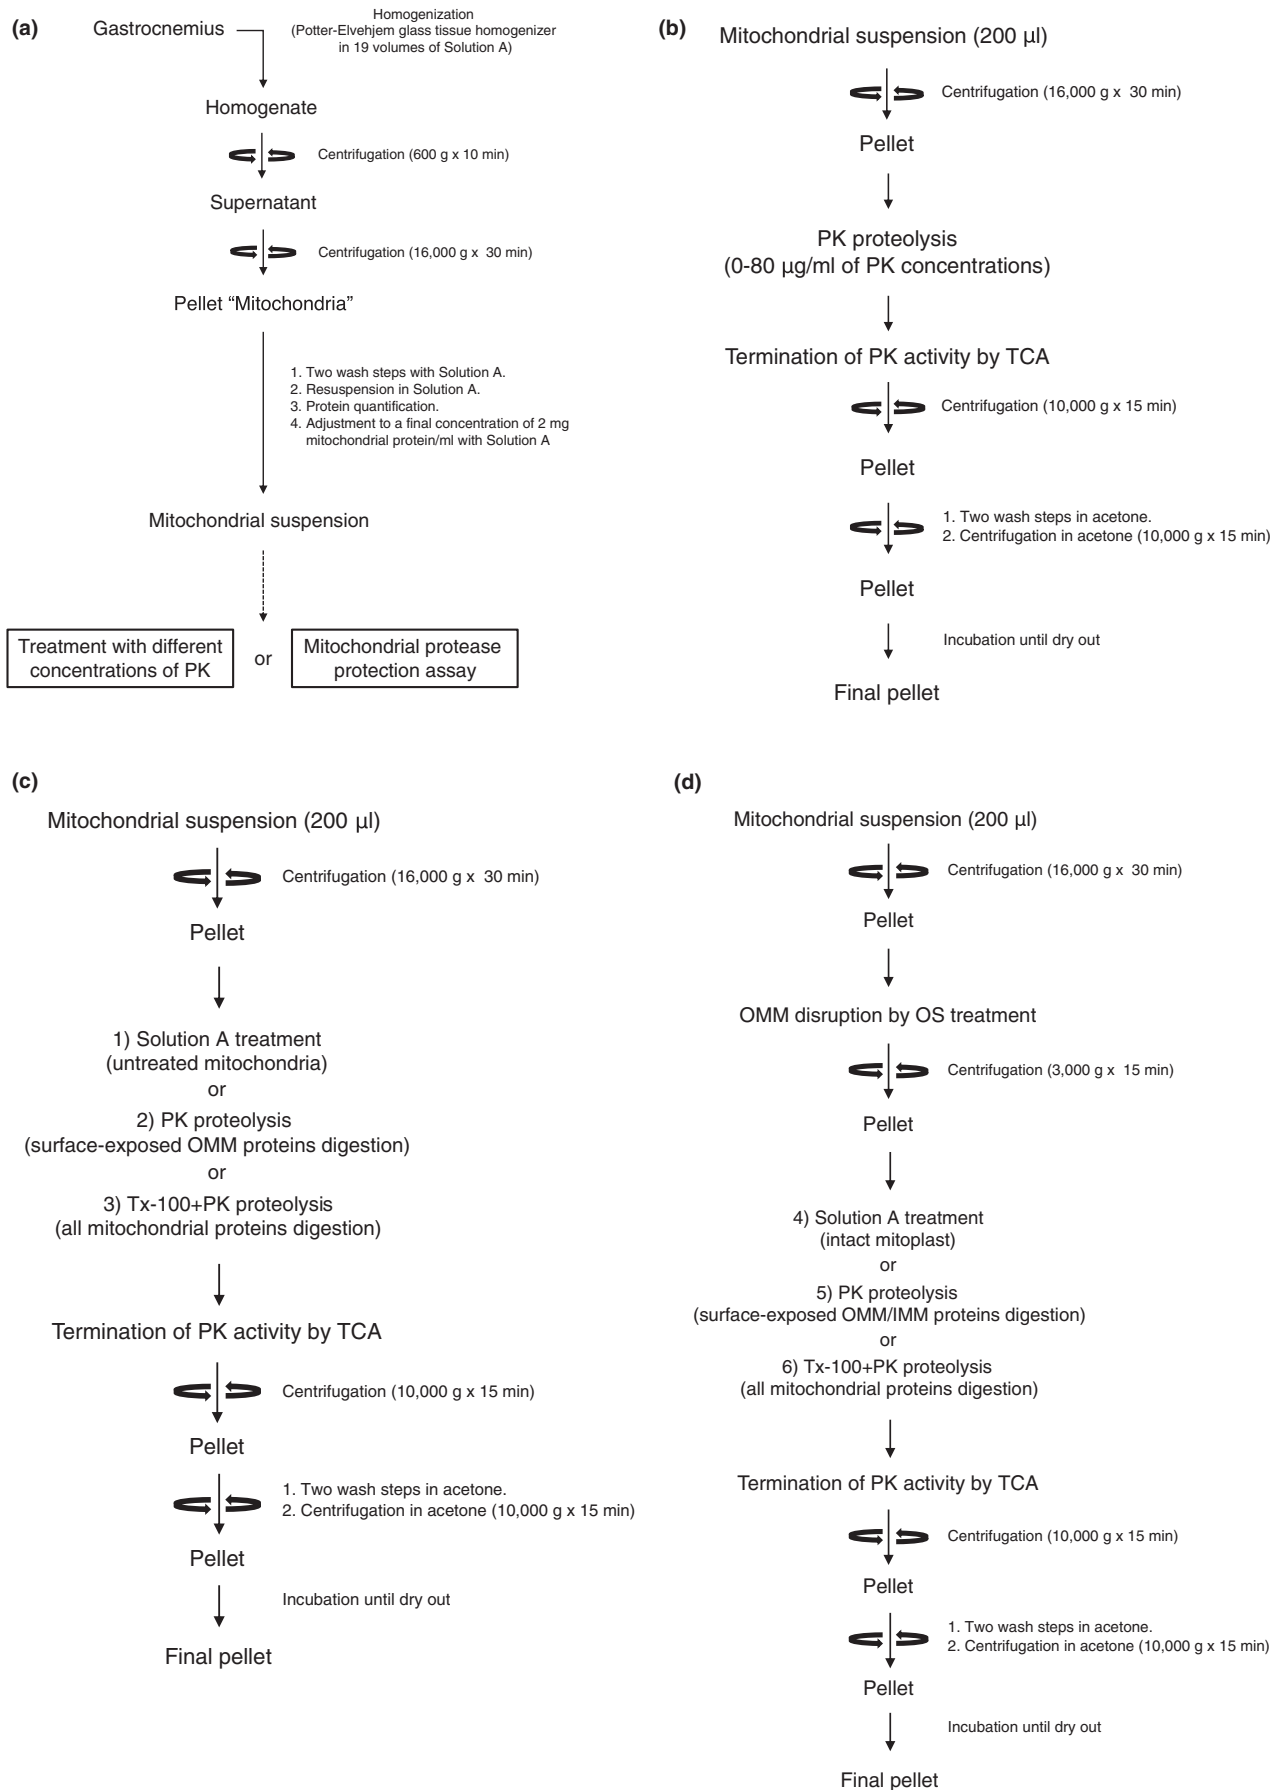 (a)
Gastrocnemius
Homogenization
(Potter-Elvehjem glass tissue homogenizer
in 19 volumes of Solution A)
Homogenate
Centrifugation (600 g x 10 min)
Supernatant
Centrifugation (16,000 g x 30 min)
Pellet “Mitochondria”
1. Two wash steps with Solution A.
2. Resuspension in Solution A.
3. Protein quantification.
4. Adjustment to a final concentration of 2 mg
mitochondrial protein/ml with Solution A
Mitochondrial suspension
Treatment with different
concentrations of PK
or
Mitochondrial protease
protection assay
(b)
Mitochondrial suspension (200 µl)
Centrifugation (16,000 g x 30 min)
Pellet
PK proteolysis
(0-80 µg/ml of PK concentrations)
Termination of PK activity by TCA
Centrifugation (10,000 g x 15 min)
Pellet
1. Two wash steps in acetone.
2. Centrifugation in acetone (10,000 g x 15 min)
Pellet
Incubation until dry out
Final pellet
(c)
Mitochondrial suspension (200 µl)
Centrifugation (16,000 g x 30 min)
Pellet
1) Solution A treatment
(untreated mitochondria)
or
2) PK proteolysis
(surface-exposed OMM proteins digestion)
or
3) Tx-100+PK proteolysis
(all mitochondrial proteins digestion)
Termination of PK activity by TCA
Centrifugation (10,000 g x 15 min)
Pellet
1. Two wash steps in acetone.
2. Centrifugation in acetone (10,000 g x 15 min)
Pellet
Incubation until dry out
Final pellet
(d)
Mitochondrial suspension (200 µl)
Centrifugation (16,000 g x 30 min)
Pellet
OMM disruption by OS treatment
Centrifugation (3,000 g x 15 min)
Pellet
4) Solution A treatment
(intact mitoplast)
or
5) PK proteolysis
(surface-exposed OMM/IMM proteins digestion)
or
6) Tx-100+PK proteolysis
(all mitochondrial proteins digestion)
Termination of PK activity by TCA
Centrifugation (10,000 g x 15 min)
Pellet
1. Two wash steps in acetone.
2. Centrifugation in acetone (10,000 g x 15 min)
Pellet
Incubation until dry out
Final pellet